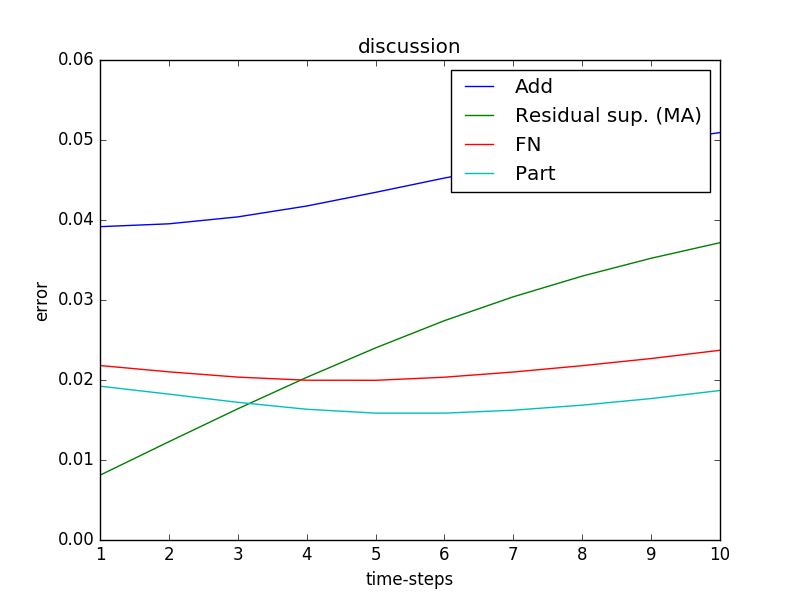 discussion
0.06
0.05
0.04
0.03
0.02
0.01
0.00
error
Add
Residual sup. (MA)
FN
Part
1 2 3 4 5 6 7 8 9 10
time-steps